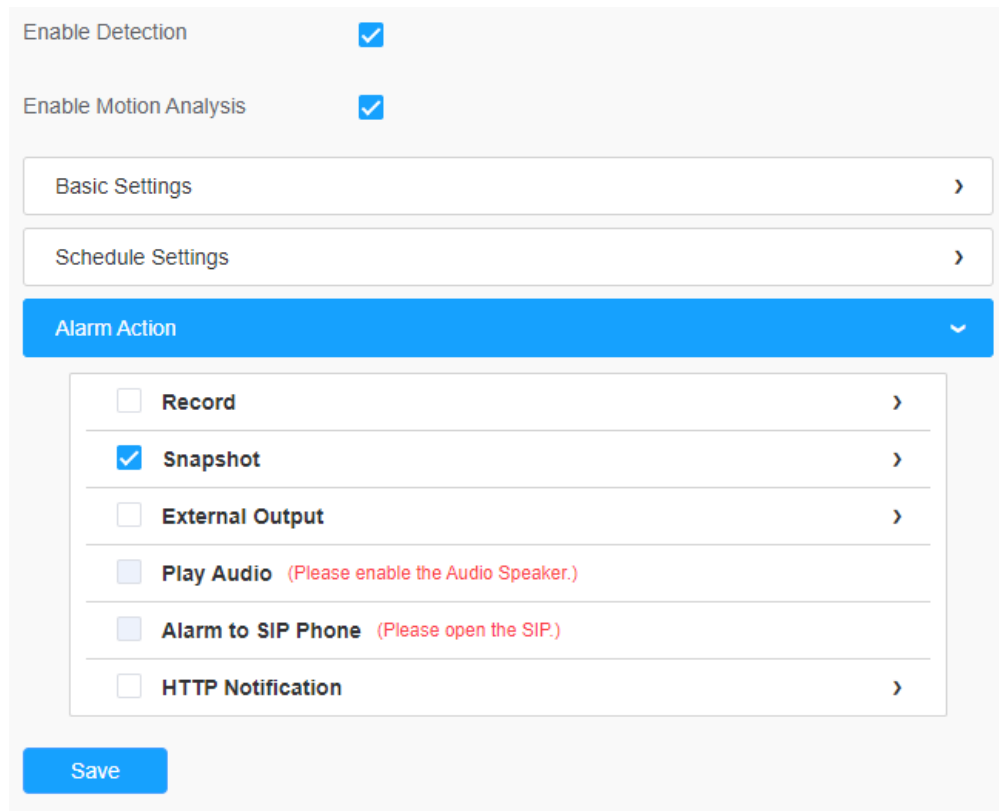 Enable Detection
Enable Motion Analysis
Basic Settings
Schedule Settings
Alarm Action
Record
Snapshot
External Output
Play Audio (Please enable the Audio Speaker.)
Alarm to SIP Phone (Please open the SIP.)
HTTP Notification
Save